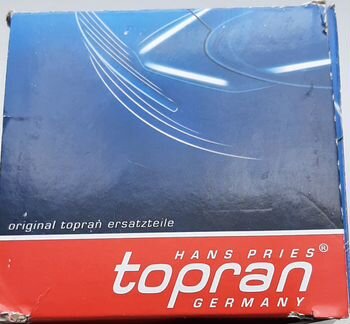 original topran ersatzteile
HANS PRIES®
topran
GERMANY